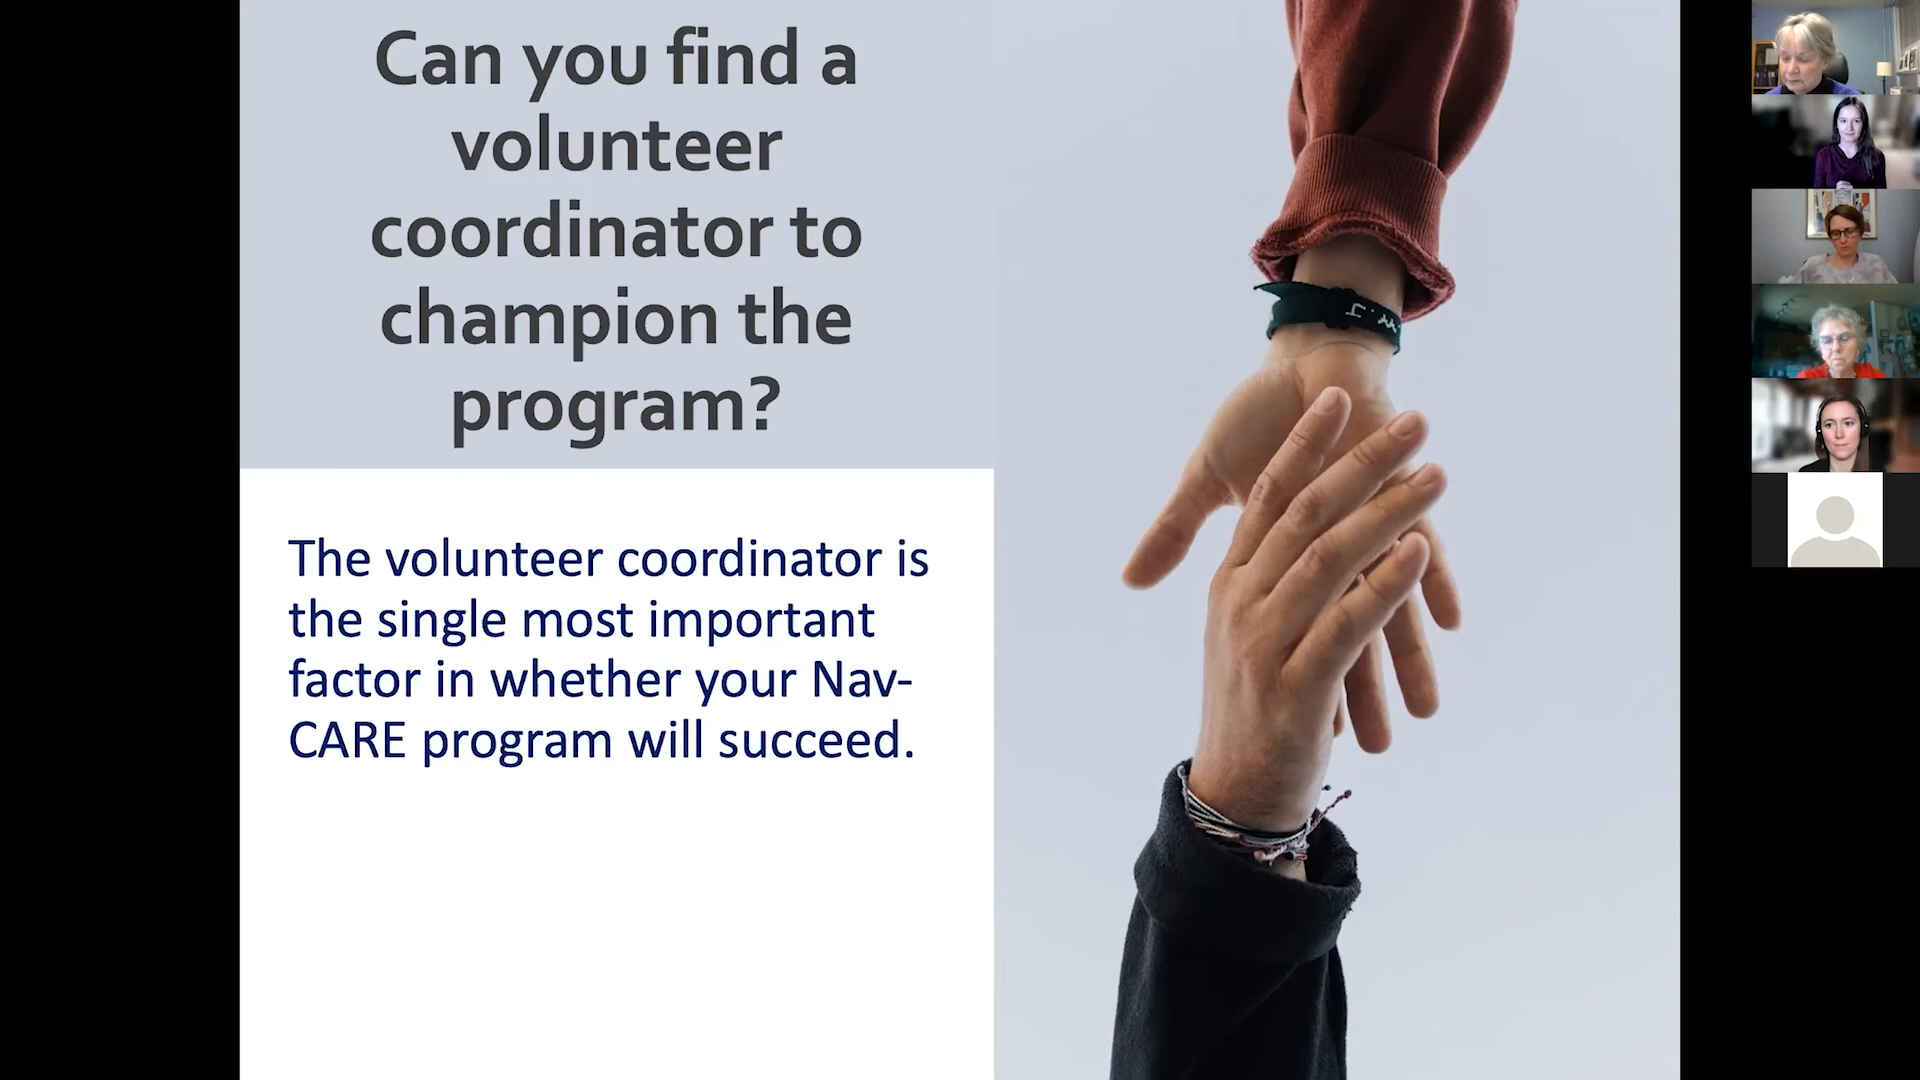 Can you find a
volunteer
coordinator to
champion the
program?
The volunteer coordinator is
the single most important
factor in whether your Nav-
CARE program will succeed.